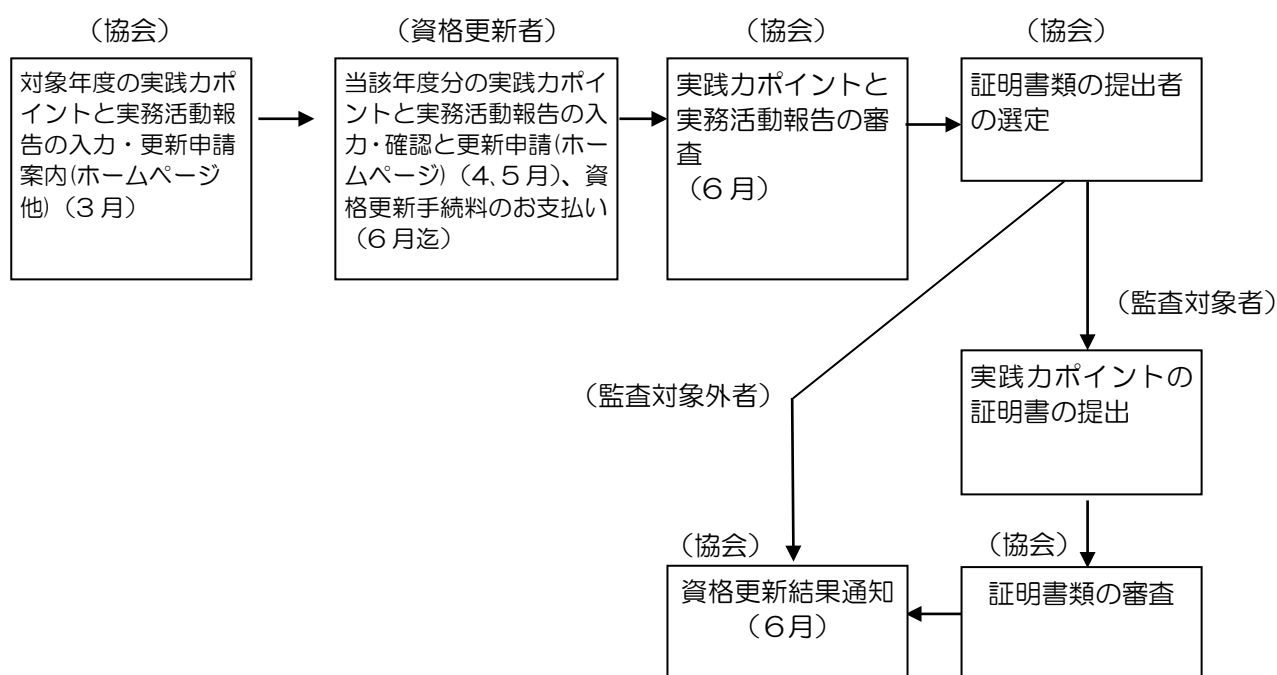 （協会）
対象年度の実践力ポ
イントと実務活動報
告の入力・更新申請
案内(ホームページ
他)（３月）
（資格更新者）
当該年度分の実践力ポイ
ントと実務活動報告の入
力・確認と更新申請(ホー
ムページ)（４､５月）、資
格更新手続料のお支払い
（６月迄）
（協会）
実践力ポイントと
実務活動報告の審
査
（６月）
（協会）
証明書類の提出者
の選定
（監査対象者）
実践力ポイントの
証明書の提出
（監査対象外者）
（協会）
証明書類の審査
（協会）
資格更新結果通知
（６月）